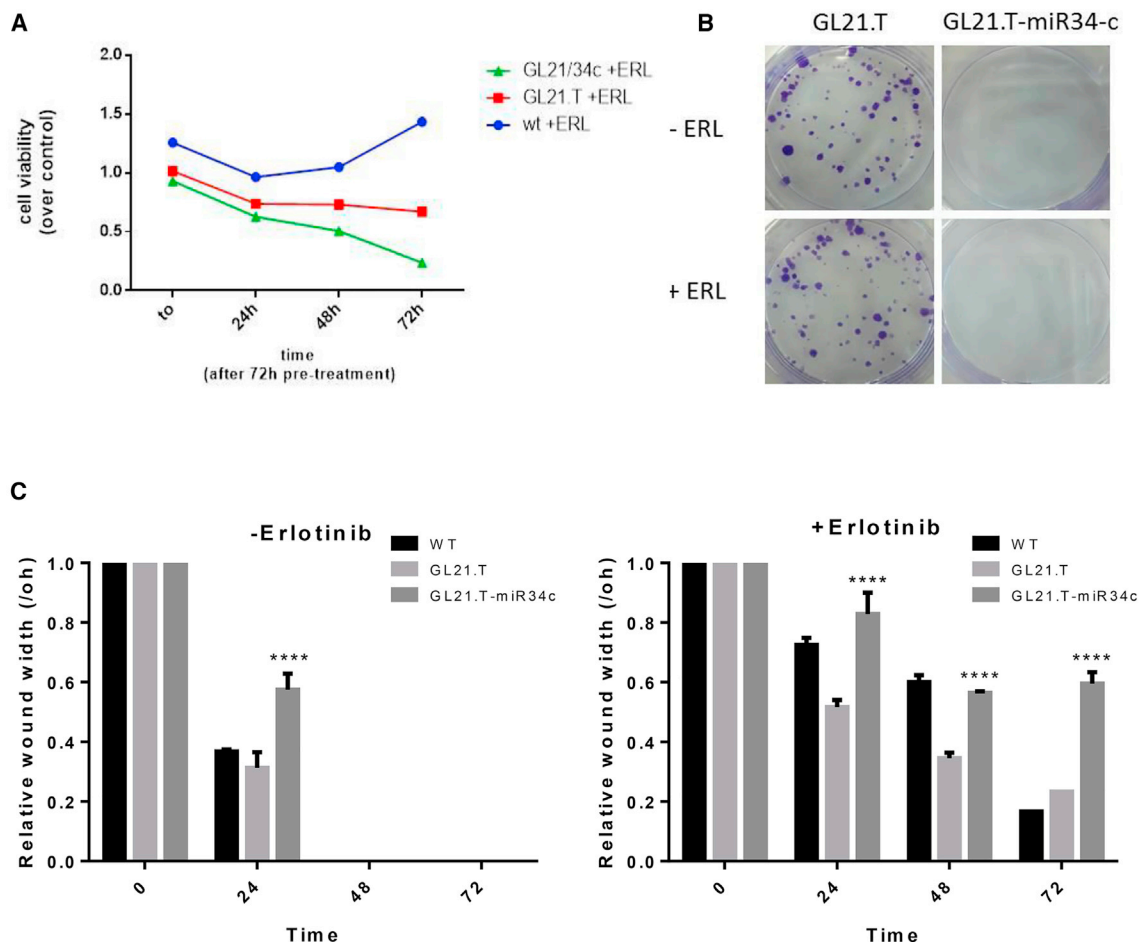 A
cell viability
(over control)
2.0
1.5
1.0
0.5
0.0
to
24h
48h
72h
time
(after 72h pre-treatment)
GL21/34c +ERL
GL21.T +ERL
wt +ERL
B
GL21.T
GL21.T-miR34-c
- ERL
+ ERL
C
-Erlotinib
WT
GL21.T
GL21.T-miR34c
Relative wound width (/oh)
1.0
0.8
0.6
0.4
0.2
0.0
****
0
24
48
72
Time
+Erlotinib
WT
GL21.T
GL21.T-miR34c
Relative wound width (/oh)
1.0
0.8
0.6
0.4
0.2
0.0
****
****
****
0
24
48
72
Time